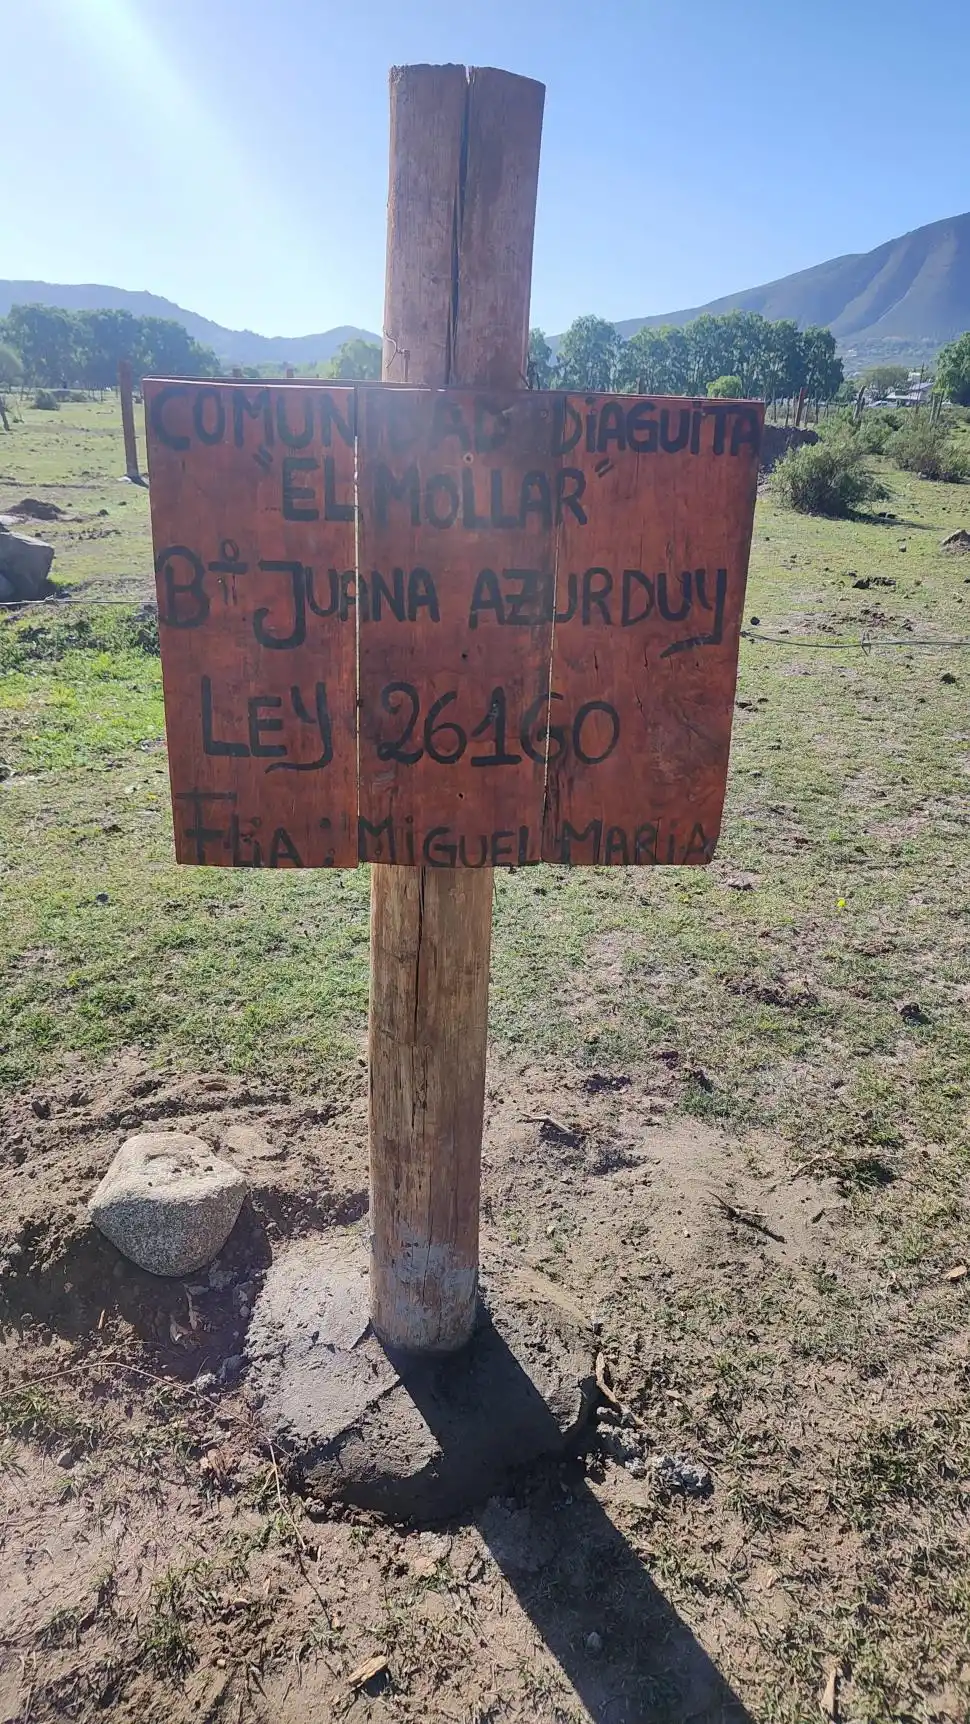 COMUNIDAD DiAGUiTA
"EL MOLLAR"
Bº JUANA AZURDUY
LEY 26160
FLiA: MiGUEL MARiA